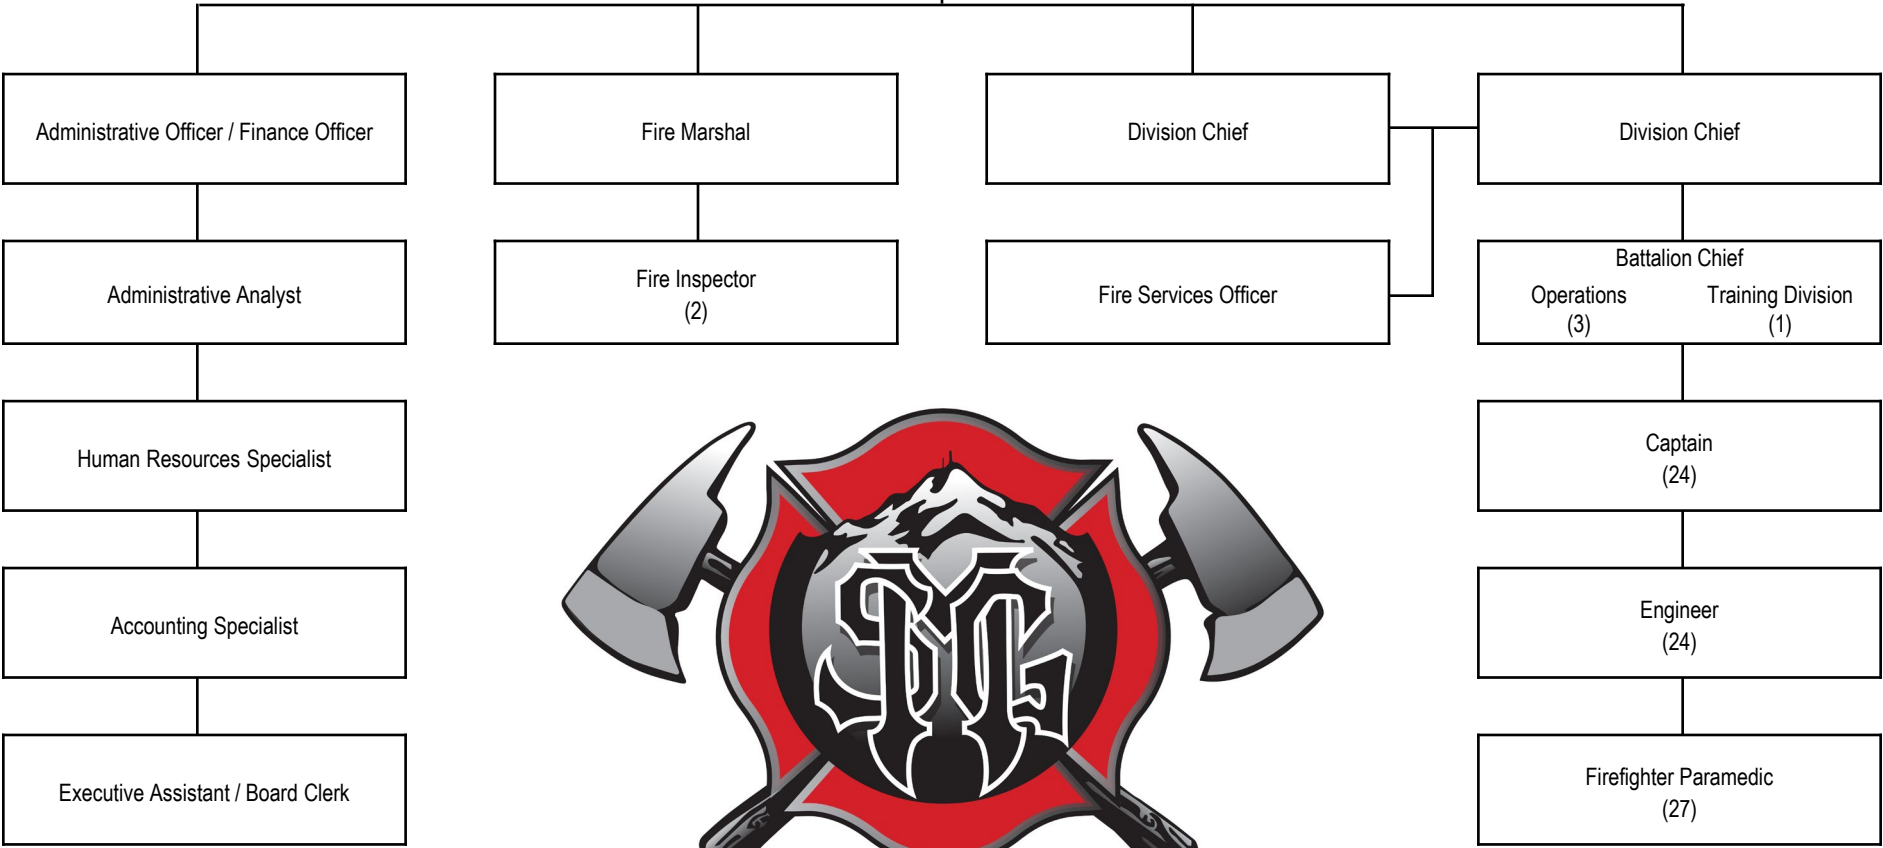 Administrative Officer / Finance Officer
Fire Marshal
Division Chief
Division Chief
Administrative Analyst
Fire Inspector
(2)
Fire Services Officer
Battalion Chief
Operations
Training Division
(3)
(1)
Human Resources Specialist
Captain
(24)
Accounting Specialist
Engineer
(24)
Executive Assistant / Board Clerk
Firefighter Paramedic
(27)